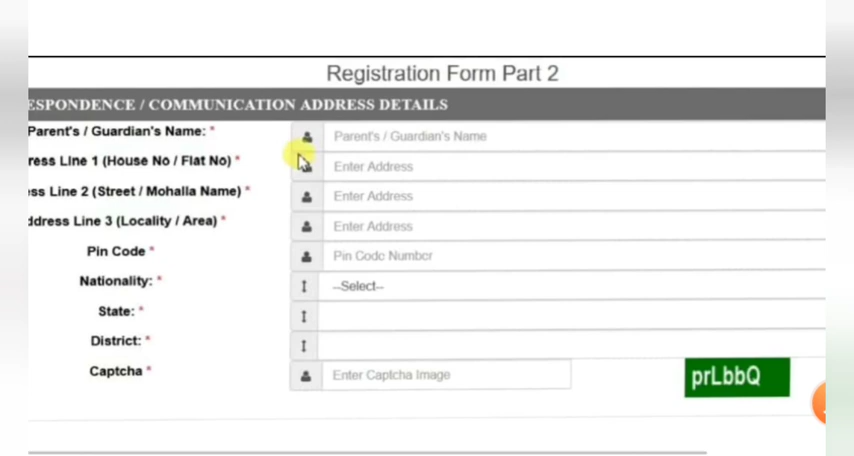 Registration Form Part 2
ESPONDENCE / COMMUNICATION ADDRESS DETAILS
Parent's / Guardian's Name: * Parent's / Guardian's Name
ress Line 1 (House No / Flat No) * Enter Address
ss Line 2 (Street / Mohalla Name) * Enter Address
ddress Line 3 (Locality / Area) * Enter Address
Pin Code * Pin Code Number
Nationality: * --Select--
State: *
District: *
Captcha * Enter Captcha Image prLbbQ